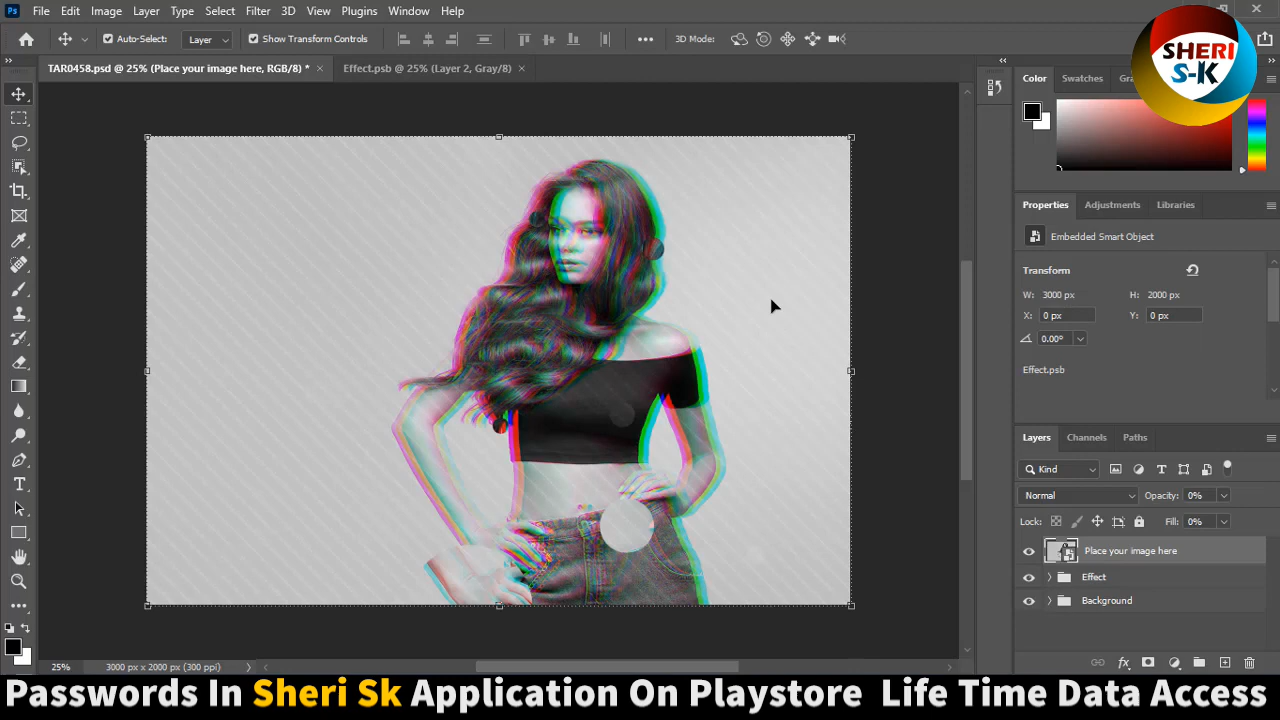 Ps File Edit Image Layer Type Select Filter 3D View Plugins Window Help
Auto-Select: Layer Show Transform Controls 3D Mode:
SHERI
S-K
TAR0458.psd @ 25% (Place your image here, RGB/8) * × Effect.psb @ 25% (Layer 2, Gray/8) ×
Color Swatches
Properties Adjustments Libraries
Embedded Smart Object
Transform
W: 3000 px H: 2000 px
X: 0 px Y: 0 px
0.00°
Effect.psb
Layers Channels Paths
Kind
Normal Opacity: 0%
Lock: Fill: 0%
Place your image here
Effect
Background
25% 3000 px x 2000 px (300 ppi)
Passwords In Sheri Sk Application On Playstore Life Time Data Access